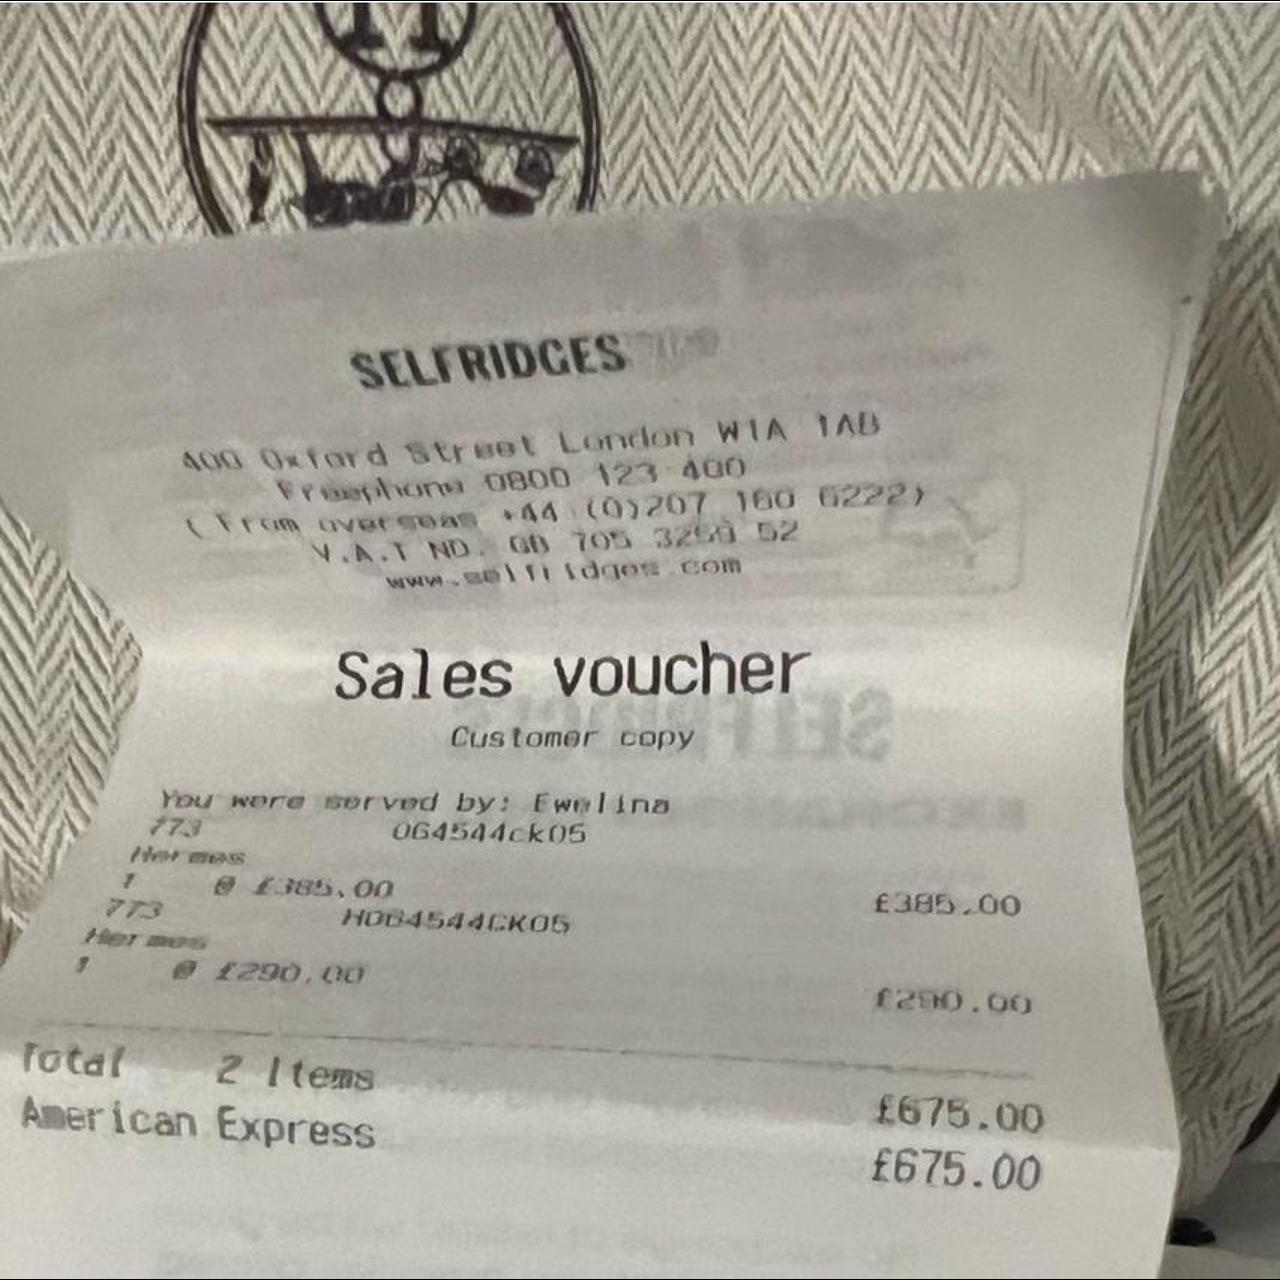 SELFRIDGES
400 Oxford Street London W1A 1AB
Freephone 0800 123 400
(From overseas +44 (0)207 160 6222)
V.A.T NO. GB 705 3259 52
www.selfridges.com
Sales voucher
Customer copy
You were served by: Ewelina
773 064544ck05
Hermes
1 @ £385.00 £385.00
773 H064544CK05
Hermes
1 @ £290.00 £290.00
Total 2 Items £675.00
American Express £675.00